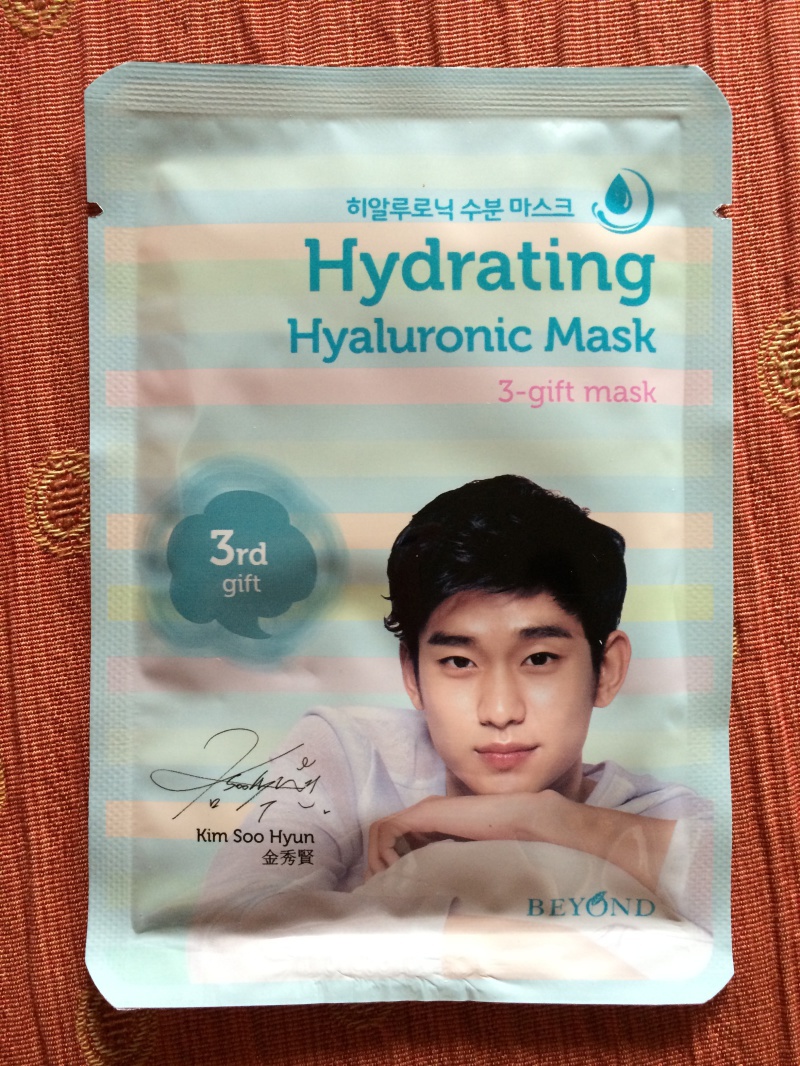 히알루로닉 수분 마스크
Hydrating
Hyaluronic Mask
3-gift mask
3rd
gift
Kim Soo Hyun
金秀賢
BEYOND